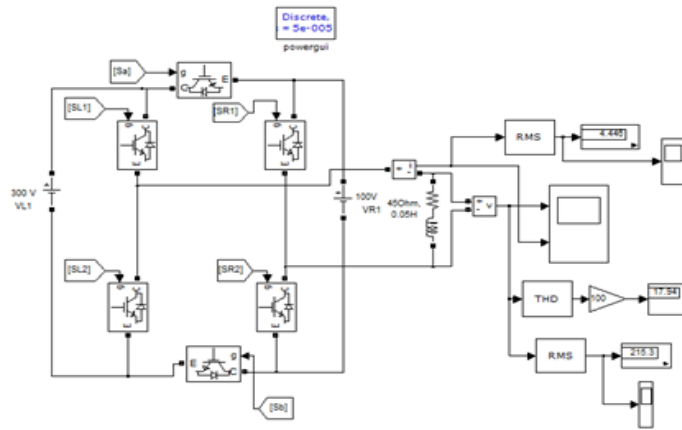 Discrete,
= 5e-005
powergui
[Sa]
g
C
E
[SL1]
g
C
E
[SR1]
g
C
E
300 V
VL1
100V
VR1
+
-
i
45Ohm,
0.05H
+
-
v
RMS
4.446
[SL2]
g
C
E
[SR2]
g
C
E
THD
100
17.94
RMS
215.3
E
g
C
[Sb]